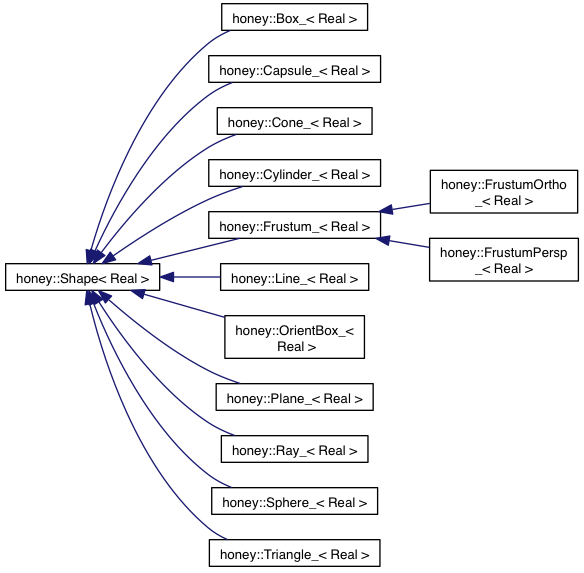 honey::Box_< Real >
honey::Capsule_< Real >
honey::Cone_< Real >
honey::Cylinder_< Real >
honey::FrustumOrtho
_< Real >
honey::Frustum_< Real >
honey::FrustumPersp
_< Real >
honey::Shape< Real >
honey::Line_< Real >
honey::OrientBox_<
Real >
honey::Plane_< Real >
honey::Ray_< Real >
honey::Sphere_< Real >
honey::Triangle_< Real >